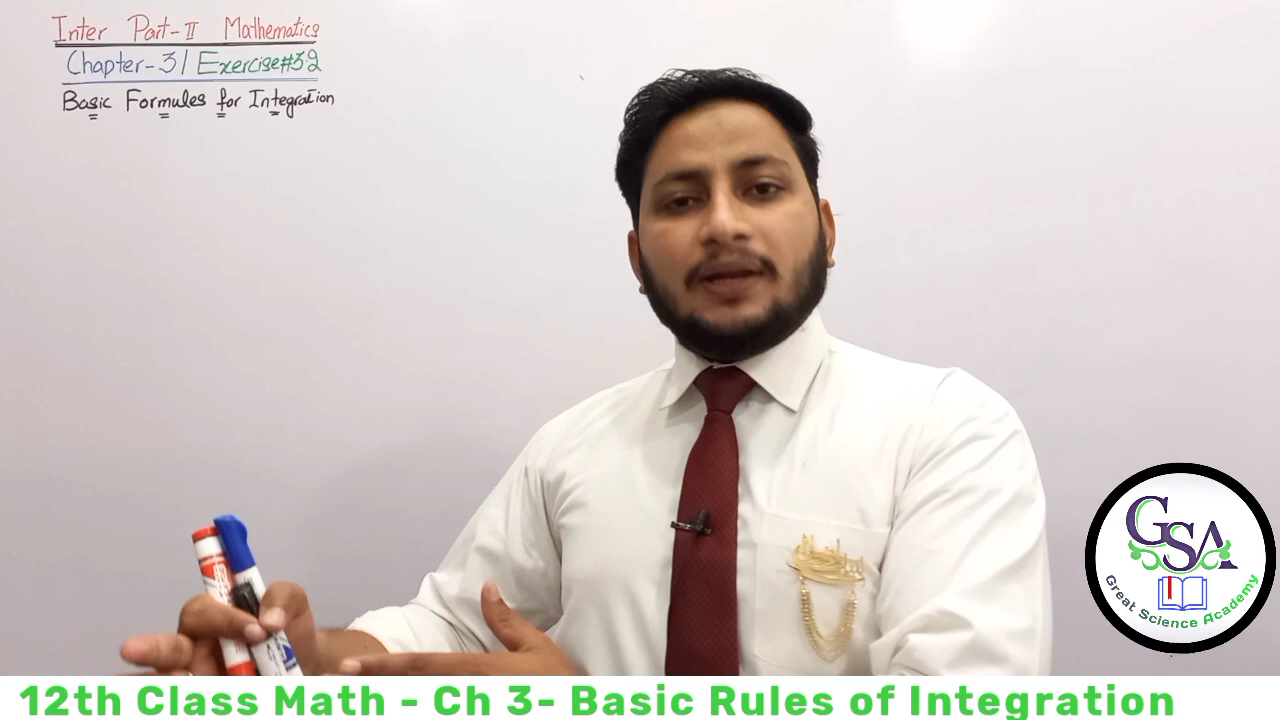 Inter Part-II Mathematics
Chapter-3 / Exercise#3.2
Basic Formules for Integration
GSA
Great Science Academy
12th Class Math - Ch 3- Basic Rules of Integration